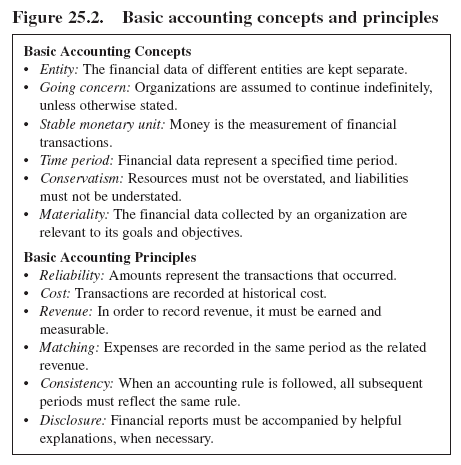 Figure 25.2. Basic accounting concepts and principles
Basic Accounting Concepts
• Entity: The financial data of different entities are kept separate.
• Going concern: Organizations are assumed to continue indefinitely,
unless otherwise stated.
• Stable monetary unit: Money is the measurement of financial
transactions.
• Time period: Financial data represent a specified time period.
• Conservatism: Resources must not be overstated, and liabilities
must not be understated.
• Materiality: The financial data collected by an organization are
relevant to its goals and objectives.
Basic Accounting Principles
• Reliability: Amounts represent the transactions that occurred.
• Cost: Transactions are recorded at historical cost.
• Revenue: In order to record revenue, it must be earned and
measurable.
• Matching: Expenses are recorded in the same period as the related
revenue.
• Consistency: When an accounting rule is followed, all subsequent
periods must reflect the same rule.
• Disclosure: Financial reports must be accompanied by helpful
explanations, when necessary.